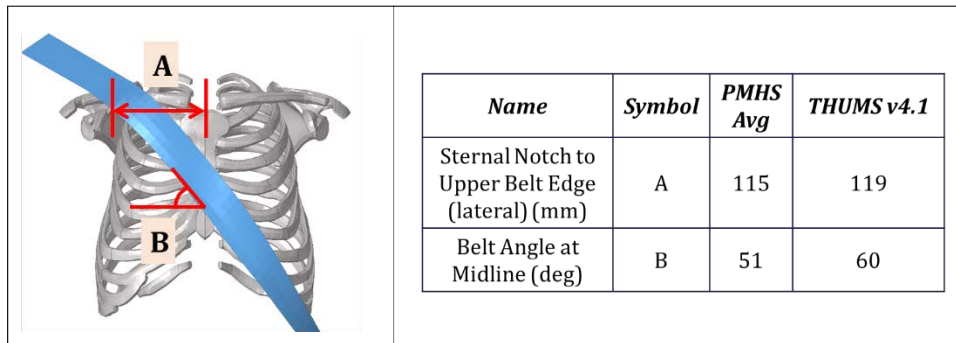 A
B
Name Symbol PMHS Avg THUMS v4.1
Sternal Notch to
Upper Belt Edge
(lateral) (mm) A 115 119
Belt Angle at
Midline (deg) B 51 60